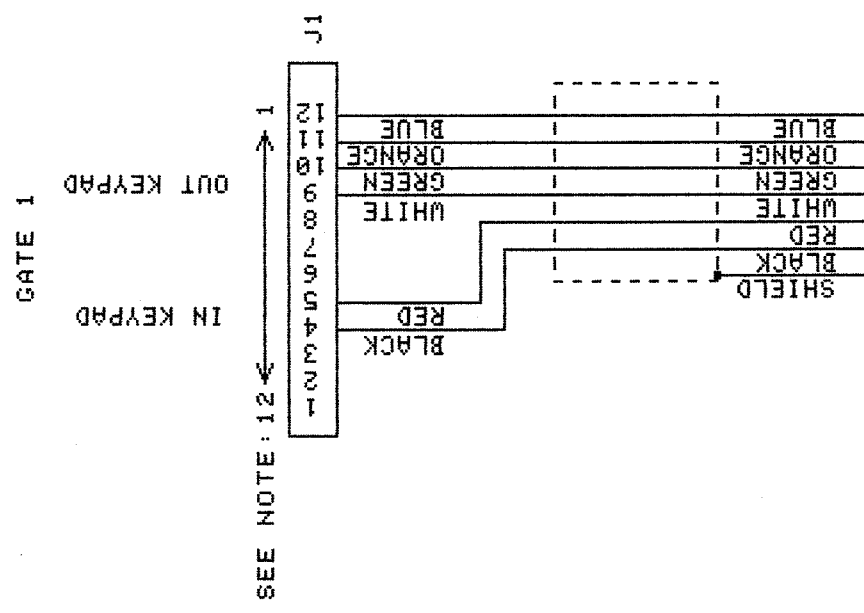 GATE 1
OUT KEYPAD
IN KEYPAD
SEE NOTE:12 1
J1
12
11
10
9
8
7
6
5
4
3
2
1
BLUE
ORANGE
GREEN
WHITE
RED
BLACK
BLUE
ORANGE
GREEN
WHITE
RED
BLACK
SHIELD